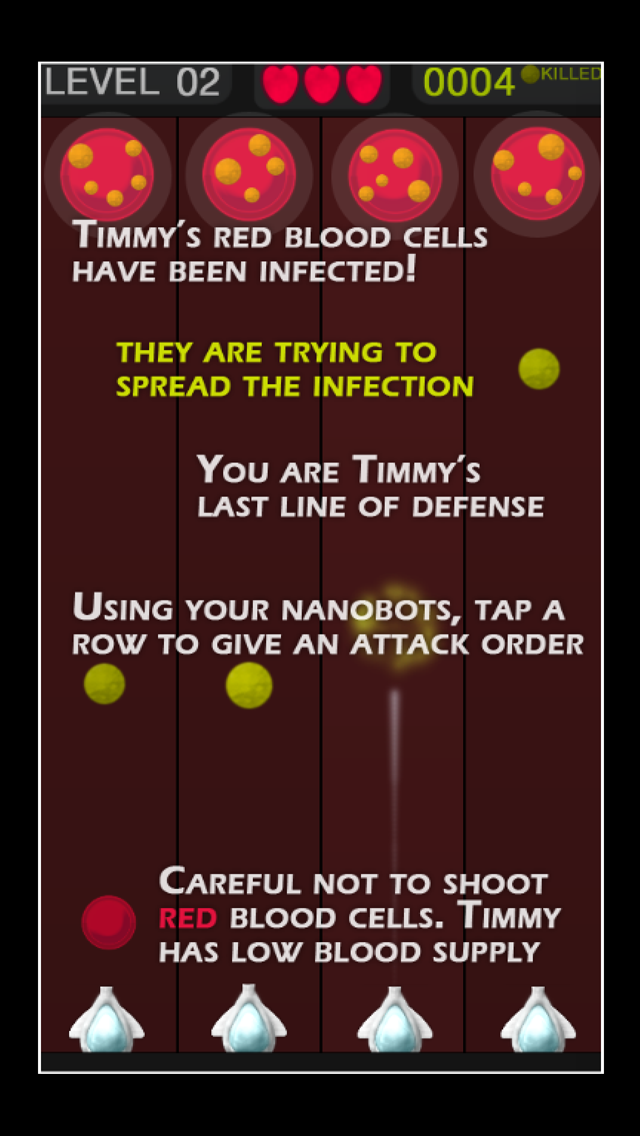 LEVEL 02
0004 KILLED
Timmy's red blood cells
have been infected!
they are trying to
spread the infection
You are Timmy's
last line of defense
Using your nanobots, tap a
row to give an attack order
Careful not to shoot
red blood cells. Timmy
has low blood supply